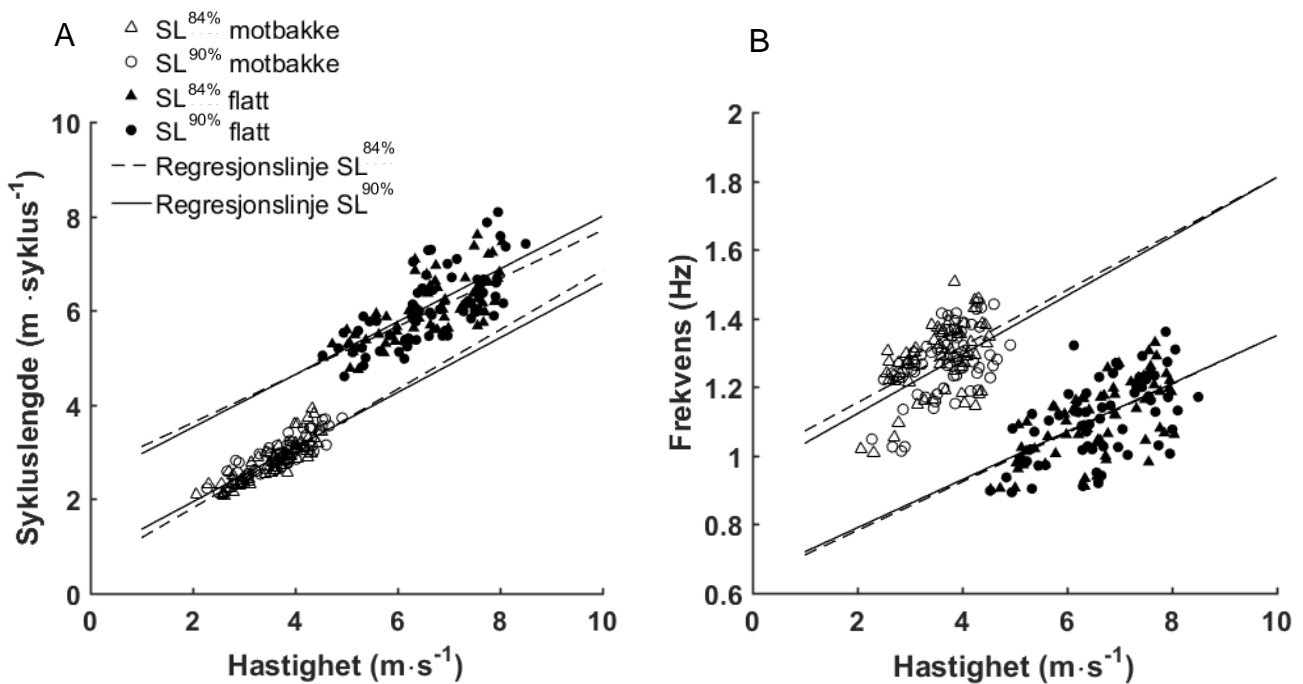 A
SL84% motbakke
SL90% motbakke
SL84% flatt
SL90% flatt
Regresjonslinje SL84%
Regresjonslinje SL90%
10
8
6
4
2
0
Sykluslengde (m ·syklus-1)
0 2 4 6 8 10
Hastighet (m·s-1)
B
2
1.8
1.6
1.4
1.2
1
0.8
0.6
Frekvens (Hz)
0 2 4 6 8 10
Hastighet (m·s-1)